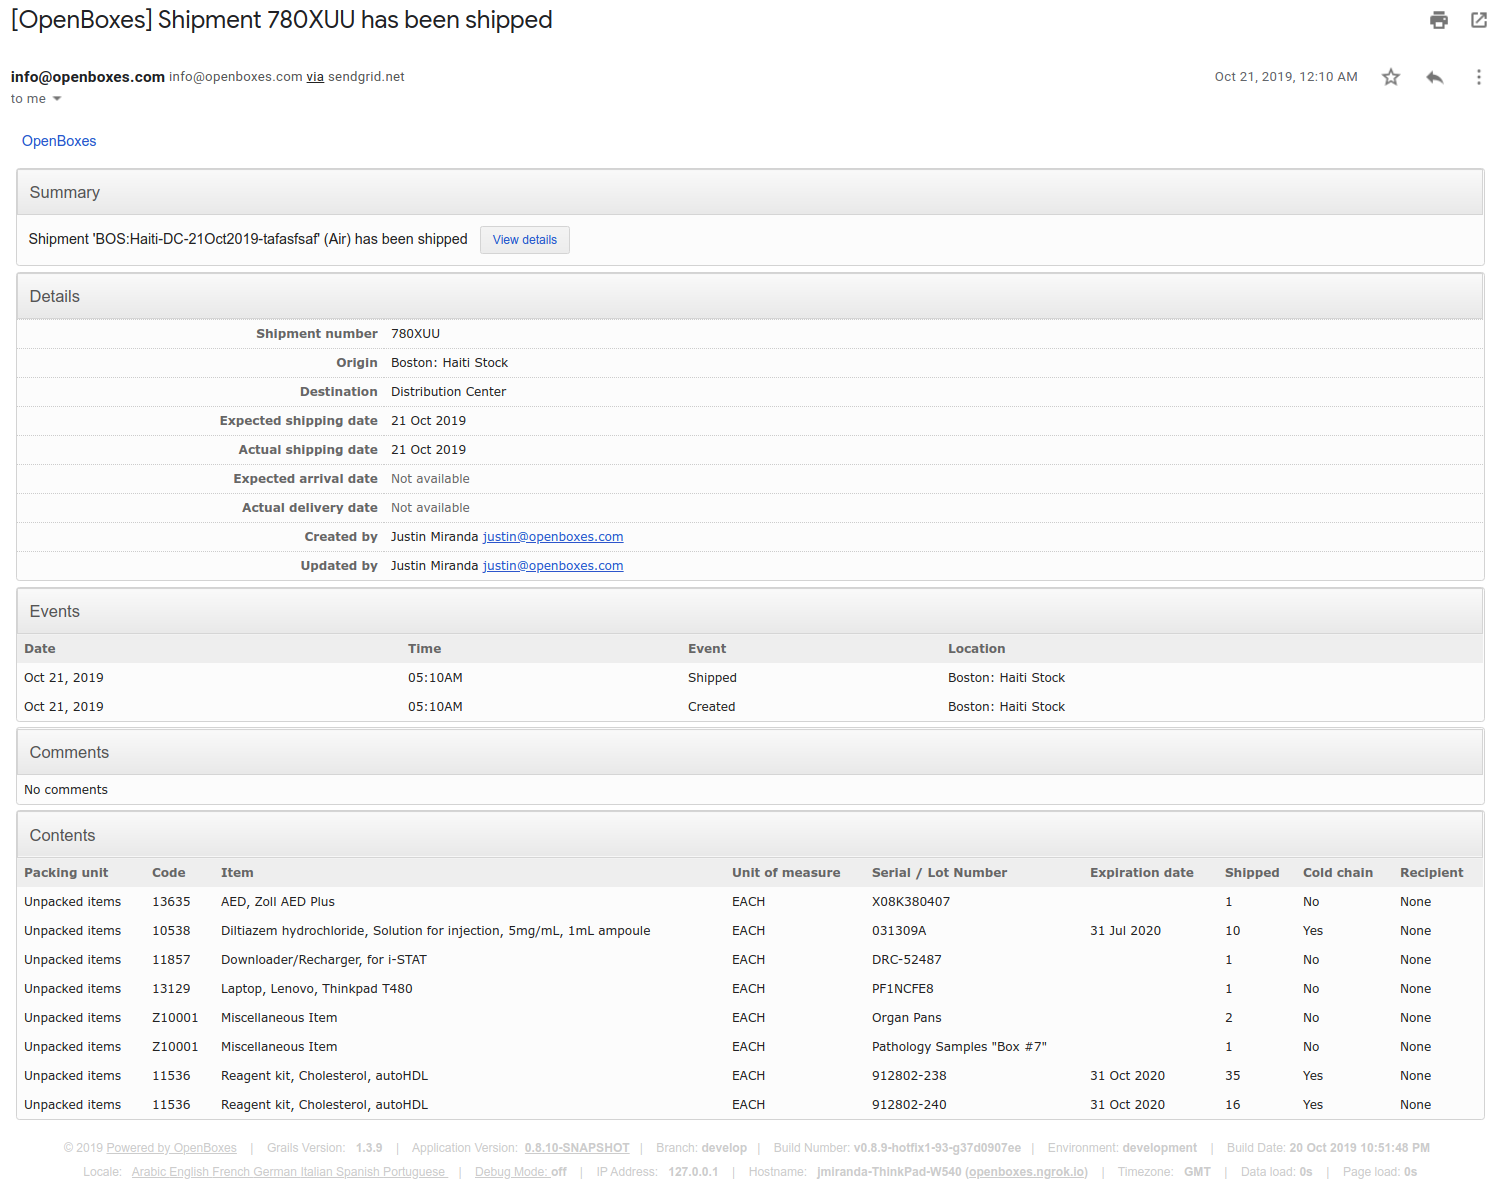 [OpenBoxes] Shipment 780XUU has been shipped
info@openboxes.com info@openboxes.com via sendgrid.net Oct 21, 2019, 12:10 AM
to me
OpenBoxes
Summary
Shipment 'BOS:Haiti-DC-21Oct2019-tafasfsaf' (Air) has been shipped View details
Details
Shipment number 780XUU
Origin Boston: Haiti Stock
Destination Distribution Center
Expected shipping date 21 Oct 2019
Actual shipping date 21 Oct 2019
Expected arrival date Not available
Actual delivery date Not available
Created by Justin Miranda justin@openboxes.com
Updated by Justin Miranda justin@openboxes.com
Events
Date Time Event Location
Oct 21, 2019 05:10AM Shipped Boston: Haiti Stock
Oct 21, 2019 05:10AM Created Boston: Haiti Stock
Comments
No comments
Contents
Packing unit Code Item Unit of measure Serial / Lot Number Expiration date Shipped Cold chain Recipient
Unpacked items 13635 AED, Zoll AED Plus EACH X08K380407 1 No None
Unpacked items 10538 Diltiazem hydrochloride, Solution for injection, 5mg/mL, 1mL ampoule EACH 031309A 31 Jul 2020 10 Yes None
Unpacked items 11857 Downloader/Recharger, for i-STAT EACH DRC-52487 1 No None
Unpacked items 13129 Laptop, Lenovo, Thinkpad T480 EACH PF1NCFE8 1 No None
Unpacked items Z10001 Miscellaneous Item EACH Organ Pans 2 No None
Unpacked items Z10001 Miscellaneous Item EACH Pathology Samples "Box #7" 1 No None
Unpacked items 11536 Reagent kit, Cholesterol, autoHDL EACH 912802-238 31 Oct 2020 35 Yes None
Unpacked items 11536 Reagent kit, Cholesterol, autoHDL EACH 912802-240 31 Oct 2020 16 Yes None
© 2019 Powered by OpenBoxes | Grails Version: 1.3.9 | Application Version: 0.8.10-SNAPSHOT | Branch: develop | Build Number: v0.8.9-hotfix1-93-g37d0907ee | Environment: development | Build Date: 20 Oct 2019 10:51:48 PM
Locale: Arabic English French German Italian Spanish Portuguese | Debug Mode: off | IP Address: 127.0.0.1 | Hostname: jmiranda-ThinkPad-W540 (openboxes.ngrok.io) | Timezone: GMT | Data load: 0s | Page load: 0s